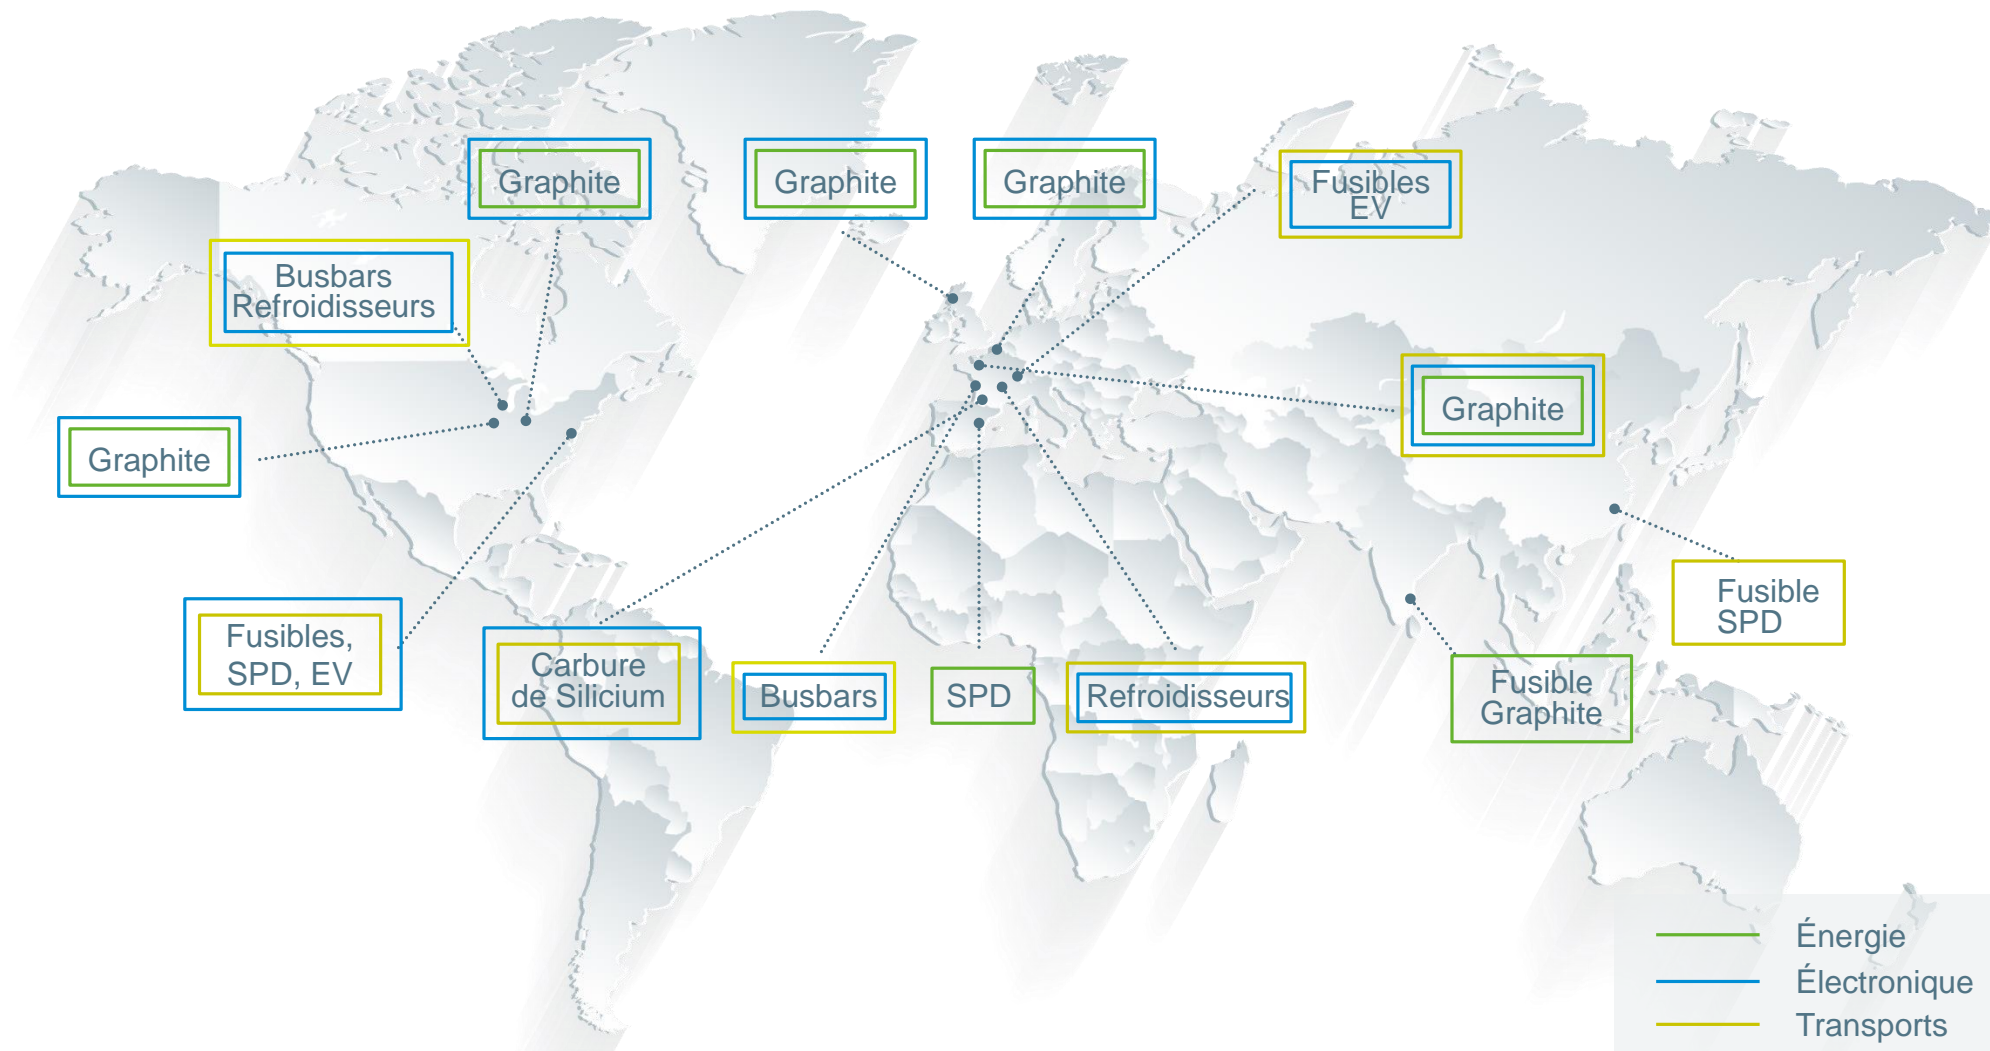 Graphite
Graphite
Graphite
Fusibles
EV
Busbars
Refroidisseurs
Graphite
Graphite
Fusible
SPD
Fusibles,
SPD, EV
Carbure
de Silicium
Busbars
SPD
Refroidisseurs
Fusible
Graphite
Énergie
Électronique
Transports